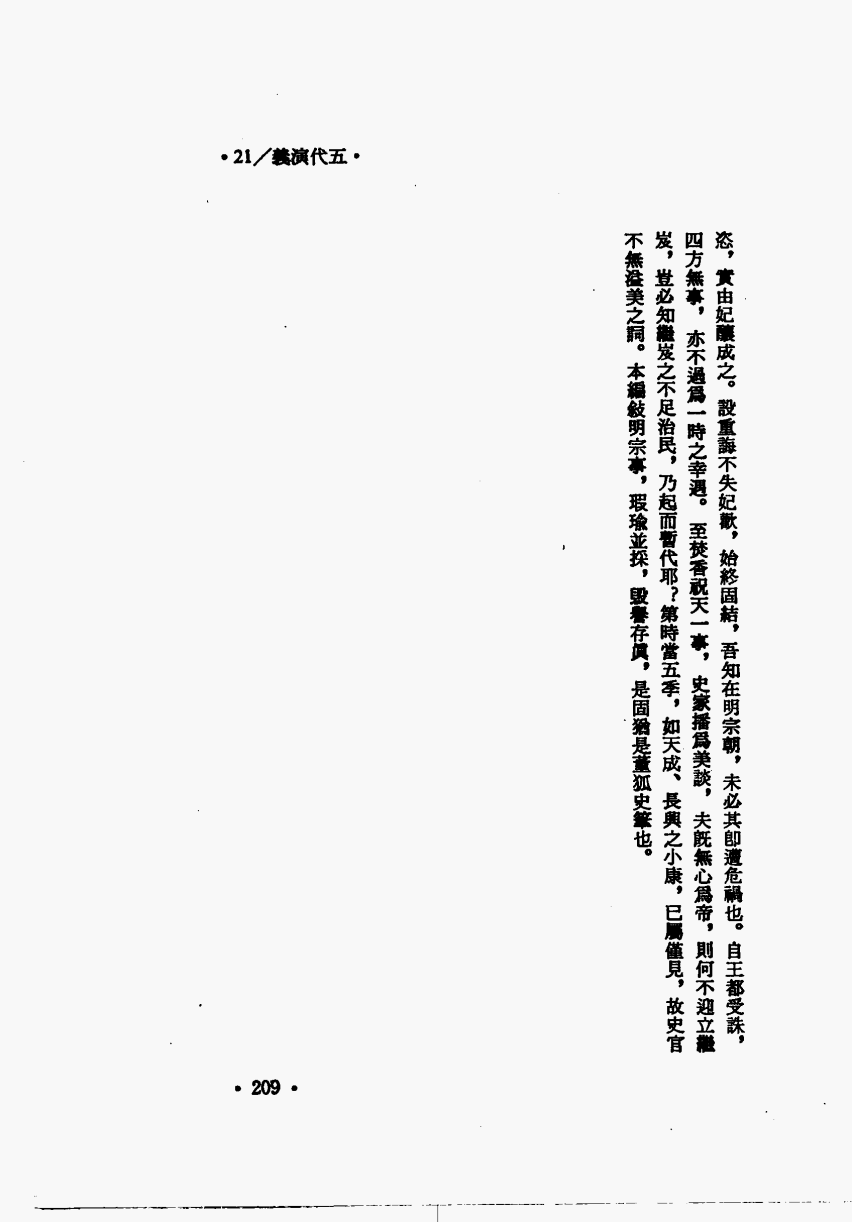 •21／義演代五•
恣，實由妃釀成之。設重誨不失妃歡，始終固結，吾知在明宗朝，未必其卽遭危禍也。自王都受誅，
四方無事，亦不過爲一時之幸遇。至焚香祝天一事，史家播爲美談，夫旣無心爲帝，則何不迎立繼
岌，豈必知繼岌之不足治民，乃起而暫代耶？第時當五季，如天成、長興之小康，已屬僅見，故史官
不無溢美之詞。本編敍明宗事，瑕瑜並採，毀譽存眞，是固猶是董狐史筆也。
• 209 •